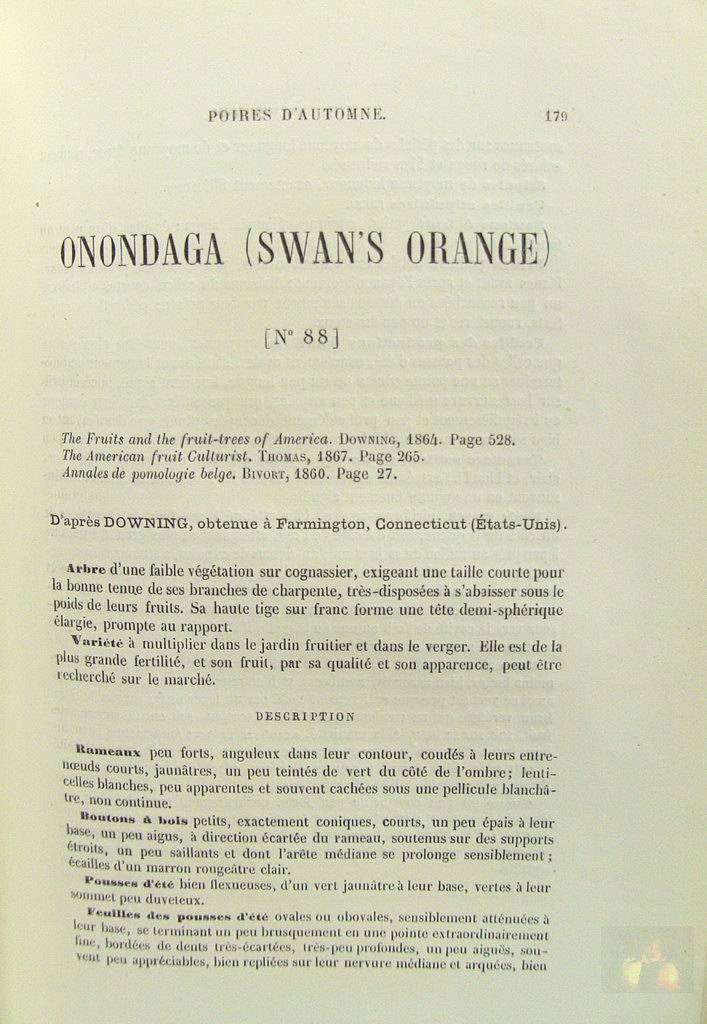 POIRES D'AUTOMNE. 179
ONONDAGA (SWAN'S ORANGE)
[N° 88]
The Fruits and the fruit-trees of America. DOWNING, 1864. Page 528.
The American fruit Culturist. THOMAS, 1867. Page 265.
Annales de pomologie belge. BIVORT, 1860. Page 27.
D'après DOWNING, obtenue à Farmington, Connecticut (États-Unis).
Arbre d'une faible végétation sur cognassier, exigeant une taille courte pour
la bonne tenue de ses branches de charpente, très-disposées à s'abaisser sous le
poids de leurs fruits. Sa haute tige sur franc forme une tête demi-sphérique
élargie, prompte au rapport.
Variété à multiplier dans le jardin fruitier et dans le verger. Elle est de la
plus grande fertilité, et son fruit, par sa qualité et son apparence, peut être
recherché sur le marché.
DESCRIPTION
Rameaux peu forts, anguleux dans leur contour, coudés à leurs entre-
nœuds courts, jaunâtres, un peu teintés de vert du côté de l'ombre; lenti-
celles blanches, peu apparentes et souvent cachées sous une pellicule blanchâ-
tre, non continue.
Boutons à bois petits, exactement coniques, courts, un peu épais à leur
base, un peu aigus, à direction écartée du rameau, soutenus sur des supports
étroits, un peu saillants et dont l'arête médiane se prolonge sensiblement;
écailles d'un marron rougeâtre clair.
Pousses d'été bien flexueuses, d'un vert jaunâtre à leur base, vertes à leur
sommet peu duveteux.
Feuilles des pousses d'été ovales ou obovales, sensiblement atténuées à
leur base, se terminant un peu brusquement en une pointe extraordinairement
fine, bordées de dents très-écartées, très-peu profondes, un peu aiguës, sou-
vent peu appréciables, bien repliées sur leur nervure médiane et arquées, bien